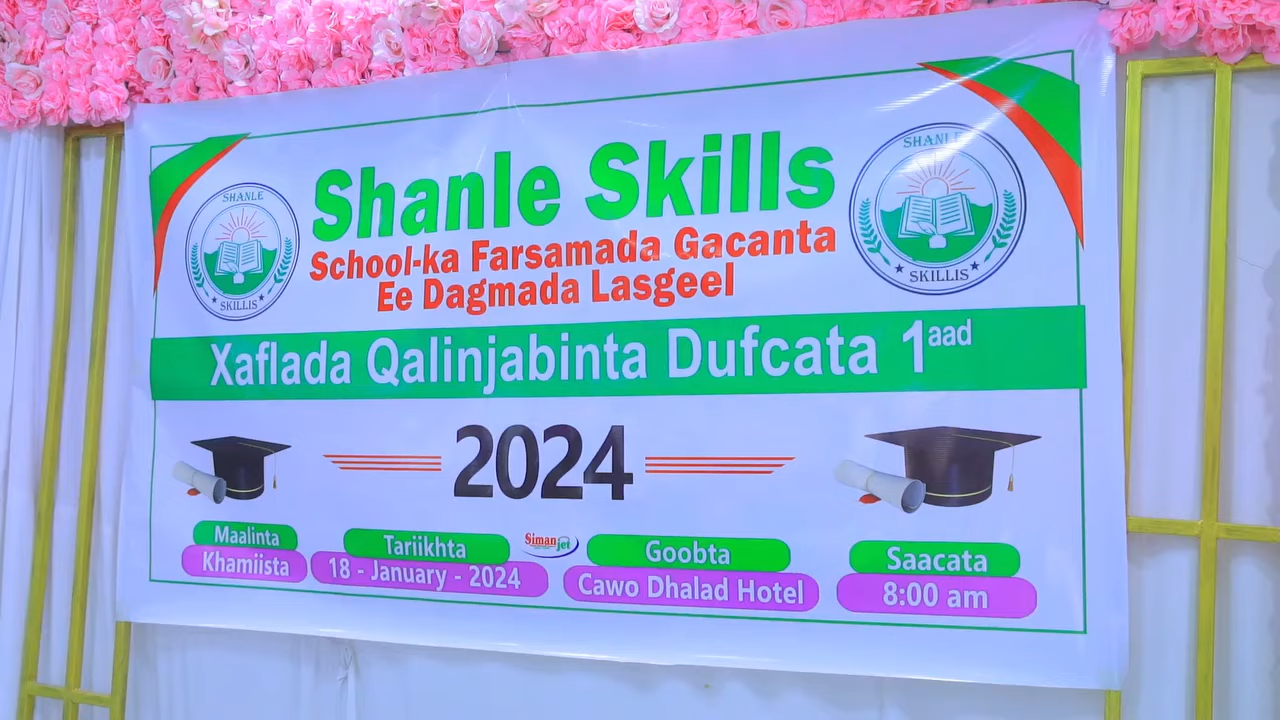 Shanle Skills
School-ka Farsamada Gacanta
Ee Dagmada Lasgeel
SHANLE
SKILLIS
SHANLE
SKILLIS
Xaflada Qalinjabinta Dufcata 1aad
2024
Maalinta
Khamiista
Tariikhta
18 - January - 2024
Siman jet
Goobta
Cawo Dhalad Hotel
Saacata
8:00 am